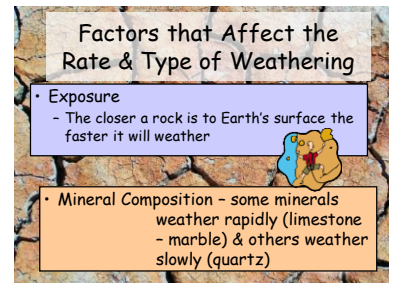 Factors that Affect the
Rate & Type of Weathering
• Exposure
– The closer a rock is to Earth's surface the
faster it will weather
• Mineral Composition – some minerals
weather rapidly (limestone
– marble) & others weather
slowly (quartz)